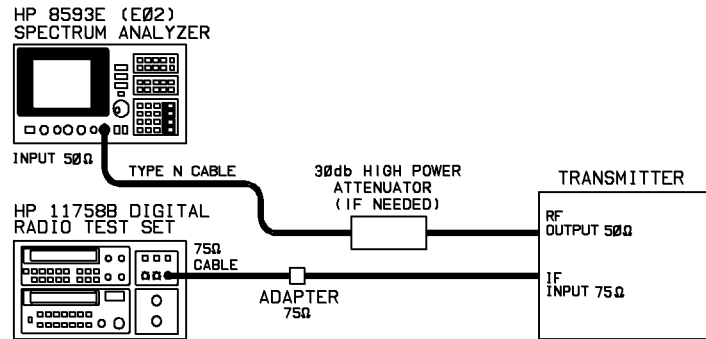 HP 8593E (EØ2)
SPECTRUM ANALYZER
INPUT 5ØΩ
TYPE N CABLE
3Ødb HIGH POWER
ATTENUATOR
(IF NEEDED)
TRANSMITTER
RF
OUTPUT 5ØΩ
HP 11758B DIGITAL
RADIO TEST SET
75Ω
CABLE
ADAPTER
75Ω
IF
INPUT 75Ω